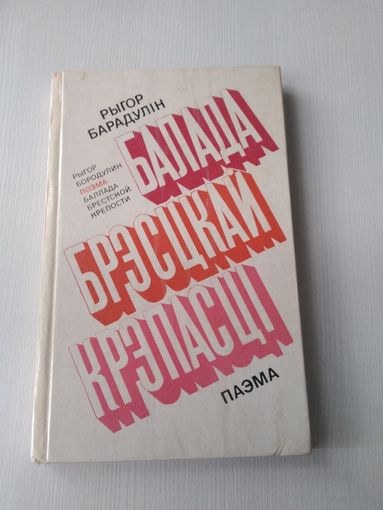 РЫГОР
БАРАДУЛІН
РЫГОР
БОРОДУЛИН
ПОЭМА
БАЛЛАДА
БРЕСТСКОЙ
КРЕПОСТИ
БАЛАДА
БРЭСЦКАЙ
КРЭПАСЦІ
ПАЭМА